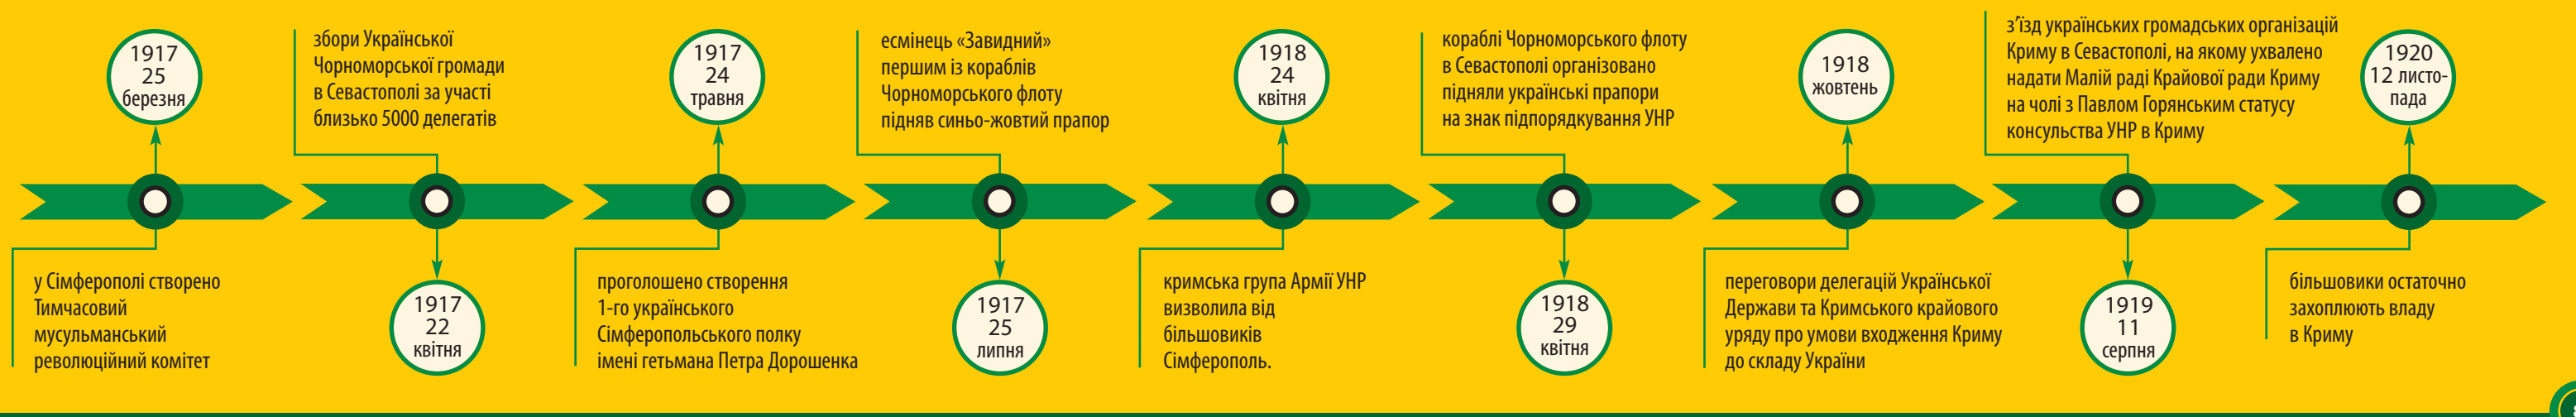 1917
25
березня
у Сімферополі створено
Тимчасовий
мусульманський
революційний комітет
збори Української
Чорноморської громади
в Севастополі за участі
близько 5000 делегатів
1917
22
квітня
1917
24
травня
проголошено створення
1-го українського
Сімферопольського полку
імені гетьмана Петра Дорошенка
есмінець «Завидний»
першим із кораблів
Чорноморського флоту
підняв синьо-жовтий прапор
1917
25
липня
1918
24
квітня
кримська група Армії УНР
визволила від
більшовиків
Сімферополь.
кораблі Чорноморського флоту
в Севастополі організовано
підняли українські прапори
на знак підпорядкування УНР
1918
29
квітня
1918
жовтень
переговори делегацій Української
Держави та Кримського крайового
уряду про умови входження Криму
до складу України
з’їзд українських громадських організацій
Криму в Севастополі, на якому ухвалено
надати Малій раді Крайової ради Криму
на чолі з Павлом Горянським статусу
консульства УНР в Криму
1919
11
серпня
1920
12 листо-
пада
більшовики остаточно
захоплюють владу
в Криму